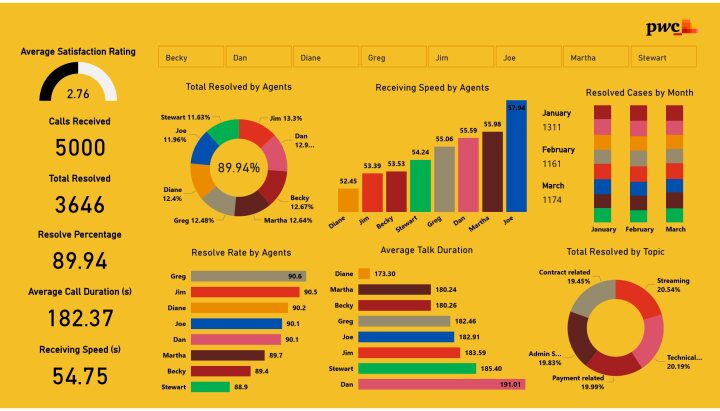 pwc
Average Satisfaction Rating
2.76
Calls Received
5000
Total Resolved
3646
Resolve Percentage
89.94
Average Call Duration (s)
182.37
Receiving Speed (s)
54.75
Becky
Dan
Diane
Greg
Jim
Joe
Martha
Stewart
Total Resolved by Agents
Stewart 11.63%
Jim 13.3%
Joe
11.96%
Dan
12.9...
89.94%
Diane
12.4%
Becky
12.67%
Greg 12.48%
Martha 12.64%
Receiving Speed by Agents
52.45
53.39
53.53
54.24
55.06
55.59
55.98
57.94
Diane
Jim
Becky
Stewart
Greg
Dan
Martha
Joe
Resolved Cases by Month
January
1311
February
1161
March
1174
January
February
March
Resolve Rate by Agents
Greg
90.6
Jim
90.5
Diane
90.2
Joe
90.1
Dan
90.1
Martha
89.7
Becky
89.4
Stewart
88.9
Average Talk Duration
Diane
173.30
Martha
180.24
Becky
180.26
Greg
182.46
Joe
182.91
Jim
183.59
Stewart
185.40
Dan
191.01
Total Resolved by Topic
Contract related
19.45%
Streaming
20.54%
Admin S...
19.83%
Technical...
20.19%
Payment related
19.99%